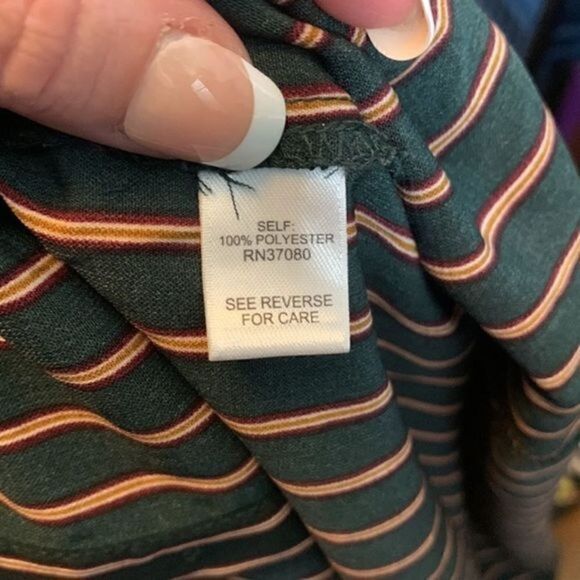 SELF:
100% POLYESTER
RN37080
SEE REVERSE
FOR CARE